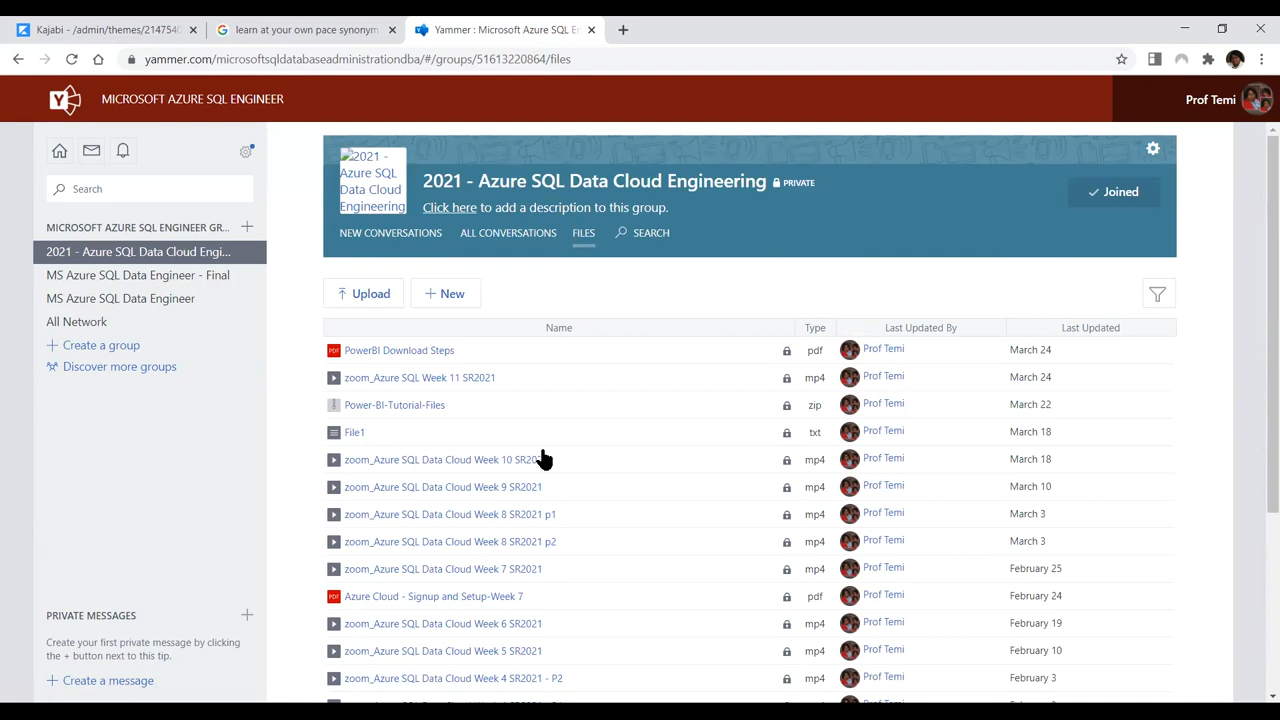 Kajabi - /admin/themes/2147540
learn at your own pace synonym
Yammer : Microsoft Azure SQL En
yammer.com/microsoftsqldatabaseadministrationdba/#/groups/51613220864/files
MICROSOFT AZURE SQL ENGINEER
Prof Temi
Search
MICROSOFT AZURE SQL ENGINEER GR...
2021 - Azure SQL Data Cloud Engi...
MS Azure SQL Data Engineer - Final
MS Azure SQL Data Engineer
All Network
Create a group
Discover more groups
PRIVATE MESSAGES
Create your first private message by clicking
the + button next to this tip.
Create a message
2021 -
Azure SQL
Data Cloud
Engineering
2021 - Azure SQL Data Cloud Engineering PRIVATE
Click here to add a description to this group.
Joined
NEW CONVERSATIONS ALL CONVERSATIONS FILES SEARCH
Upload New
Name Type Last Updated By Last Updated
PowerBI Download Steps pdf Prof Temi March 24
zoom_Azure SQL Week 11 SR2021 mp4 Prof Temi March 24
Power-BI-Tutorial-Files zip Prof Temi March 22
File1 txt Prof Temi March 18
zoom_Azure SQL Data Cloud Week 10 mp4 Prof Temi March 18
zoom_Azure SQL Data Cloud Week 9 SR2021 mp4 Prof Temi March 10
zoom_Azure SQL Data Cloud Week 8 SR2021 p1 mp4 Prof Temi March 3
zoom_Azure SQL Data Cloud Week 8 SR2021 p2 mp4 Prof Temi March 3
zoom_Azure SQL Data Cloud Week 7 SR2021 mp4 Prof Temi February 25
Azure Cloud - Signup and Setup-Week 7 pdf Prof Temi February 24
zoom_Azure SQL Data Cloud Week 6 SR2021 mp4 Prof Temi February 19
zoom_Azure SQL Data Cloud Week 5 SR2021 mp4 Prof Temi February 10
zoom_Azure SQL Data Cloud Week 4 SR2021 - P2 mp4 Prof Temi February 3